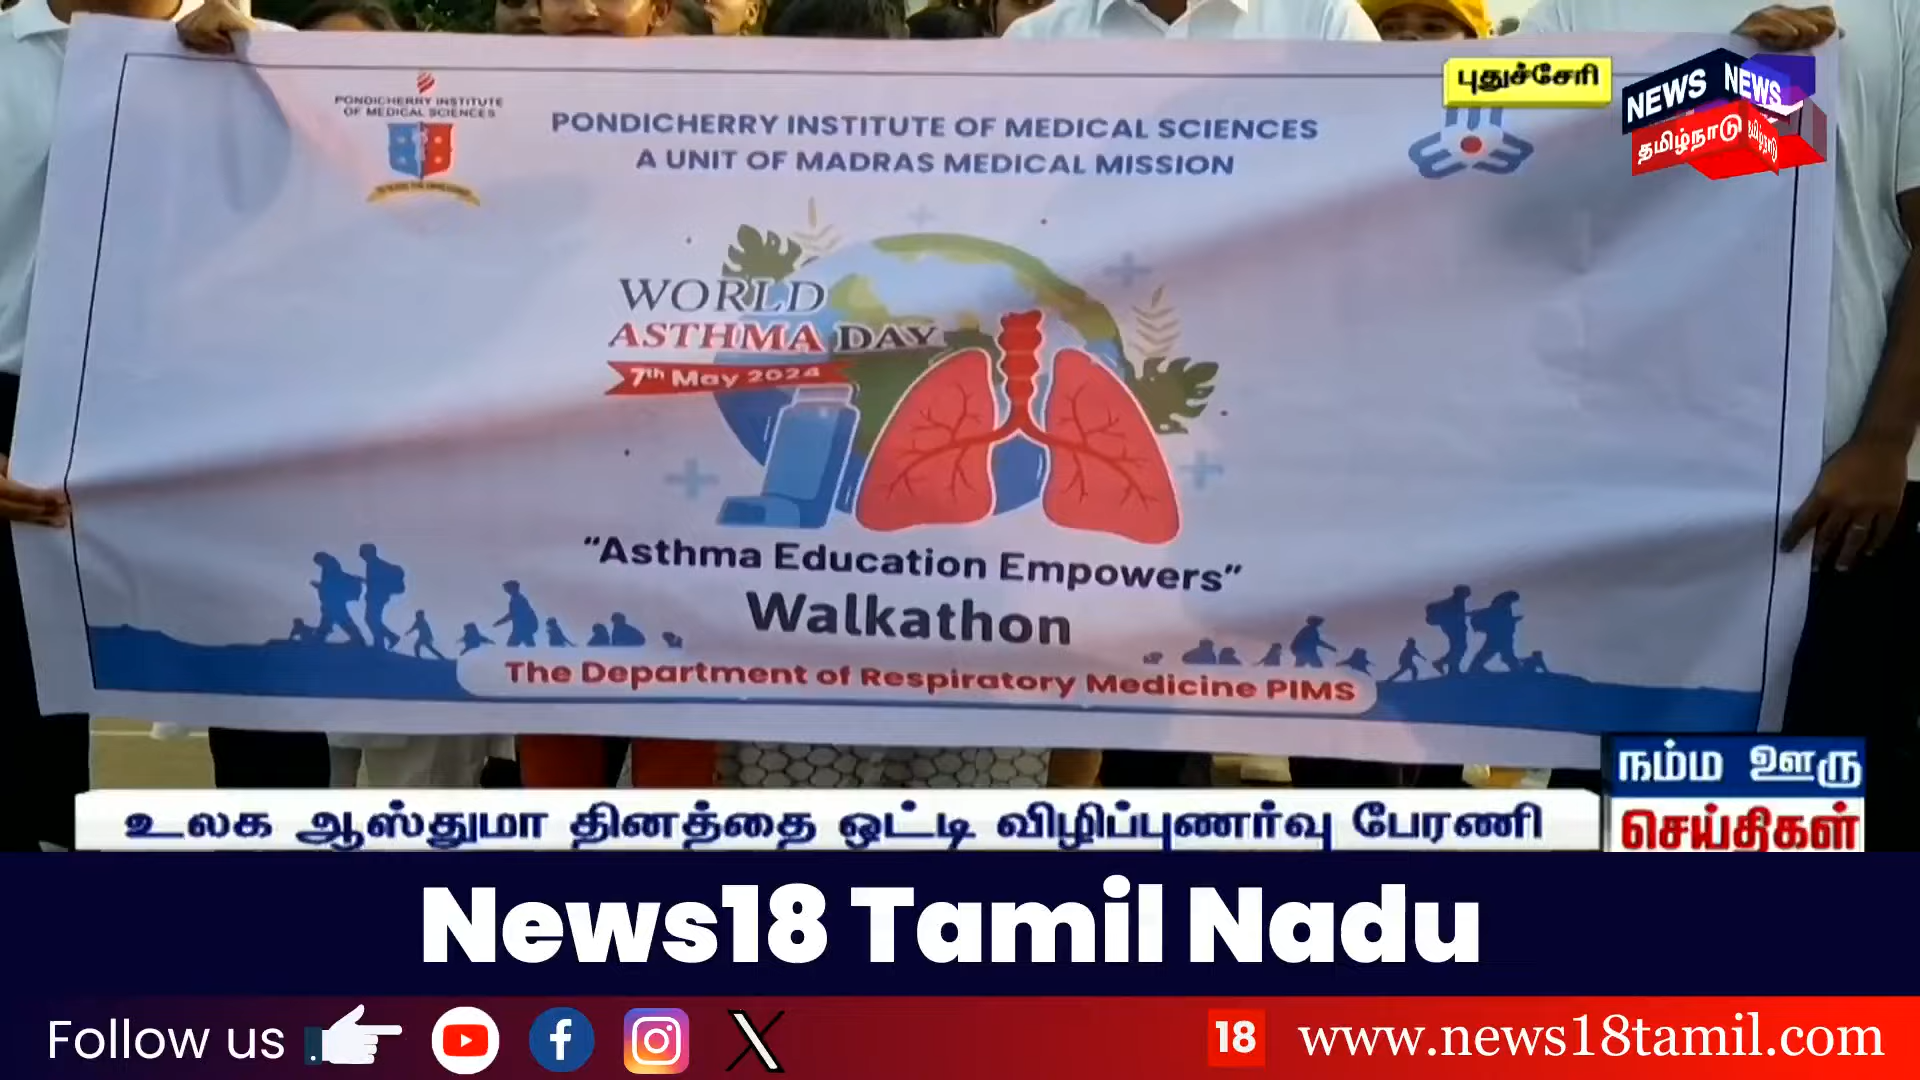 PONDICHERRY INSTITUTE
OF MEDICAL SCIENCES
PONDICHERRY INSTITUTE OF MEDICAL SCIENCES
A UNIT OF MADRAS MEDICAL MISSION
புதுச்சேரி
NEWS NEWS
தமிழ்நாடு தமிழ்நாடு
WORLD
ASTHMA DAY
7th May 2024
“Asthma Education Empowers”
Walkathon
The Department of Respiratory Medicine PIMS
நம்ம ஊரு
செய்திகள்
உலக ஆஸ்துமா தினத்தை ஒட்டி விழிப்புணர்வு பேரணி
News18 Tamil Nadu
Follow us
18 www.news18tamil.com